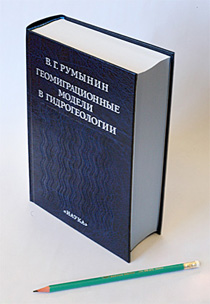 В. Г. РУМЫНИН
ГЕОМИГРАЦИОННЫЕ
МОДЕЛИ
В ГИДРОГЕОЛОГИИ
«НАУКА»